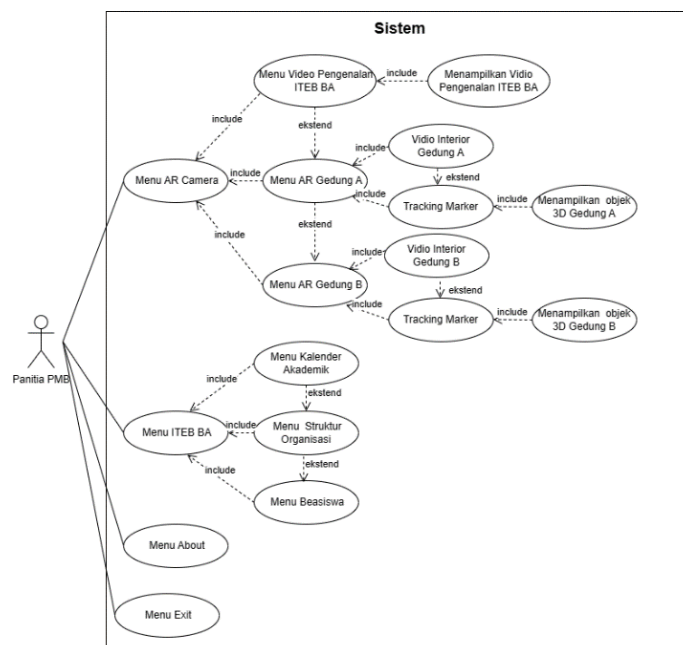 Sistem
Menu Video Pengenalan
ITEB BA
include
Menampilkan Vidio
Pengenalan ITEB BA
include
ekstend
Vidio Interior
Gedung A
include
ekstend
Menu AR Camera
include
Menu AR Gedung A
include
Tracking Marker
include
Menampilkan objek
3D Gedung A
include
ekstend
Vidio Interior
Gedung B
include
Menu AR Gedung B
ekstend
include
Tracking Marker
include
Menampilkan objek
3D Gedung B
Panitia PMB
Menu Kalender
Akademik
include
ekstend
Menu ITEB BA
include
Menu Struktur
Organisasi
include
ekstend
Menu Beasiswa
Menu About
Menu Exit